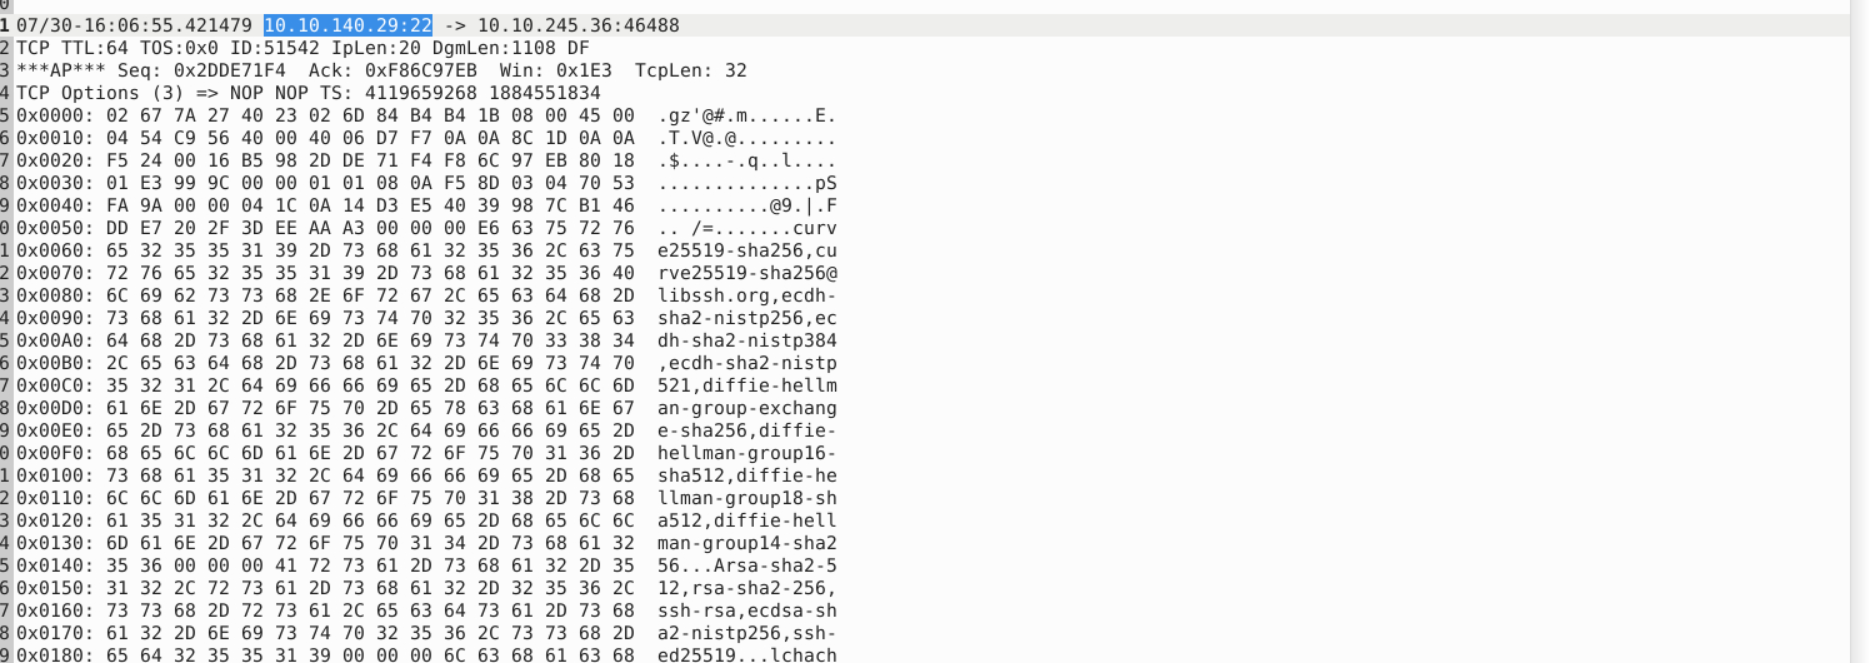 0
1 07/30-16:06:55.421479 10.10.140.29:22 -> 10.10.245.36:46488
2 TCP TTL:64 TOS:0x0 ID:51542 IpLen:20 DgmLen:1108 DF
3 ***AP*** Seq: 0x2DDE71F4  Ack: 0xF86C97EB  Win: 0x1E3  TcpLen: 32
4 TCP Options (3) => NOP NOP TS: 4119659268 1884551834
5 0x0000: 02 67 7A 27 40 23 02 6D 84 B4 B4 1B 08 00 45 00  .gz'@#.m......E.
6 0x0010: 04 54 C9 56 40 00 40 06 D7 F7 0A 0A 8C 1D 0A 0A  .T.V@.@.........
7 0x0020: F5 24 00 16 B5 98 2D DE 71 F4 F8 6C 97 EB 80 18  .$....-.q..l....
8 0x0030: 01 E3 99 9C 00 00 01 01 08 0A F5 8D 03 04 70 53  ..............pS
9 0x0040: FA 9A 00 00 04 1C 0A 14 D3 E5 40 39 98 7C B1 46  ..........@9.|.F
0 0x0050: DD E7 20 2F 3D EE AA A3 00 00 00 E6 63 75 72 76  .. /=.......curv
1 0x0060: 65 32 35 35 31 39 2D 73 68 61 32 35 36 2C 63 75  e25519-sha256,cu
2 0x0070: 72 76 65 32 35 35 31 39 2D 73 68 61 32 35 36 40  rve25519-sha256@
3 0x0080: 6C 69 62 73 73 68 2E 6F 72 67 2C 65 63 64 68 2D  libssh.org,ecdh-
4 0x0090: 73 68 61 32 2D 6E 69 73 74 70 32 35 36 2C 65 63  sha2-nistp256,ec
5 0x00A0: 64 68 2D 73 68 61 32 2D 6E 69 73 74 70 33 38 34  dh-sha2-nistp384
6 0x00B0: 2C 65 63 64 68 2D 73 68 61 32 2D 6E 69 73 74 70  ,ecdh-sha2-nistp
7 0x00C0: 35 32 31 2C 64 69 66 66 69 65 2D 68 65 6C 6C 6D  521,diffie-hellm
8 0x00D0: 61 6E 2D 67 72 6F 75 70 2D 65 78 63 68 61 6E 67  an-group-exchang
9 0x00E0: 65 2D 73 68 61 32 35 36 2C 64 69 66 66 69 65 2D  e-sha256,diffie-
0 0x00F0: 68 65 6C 6C 6D 61 6E 2D 67 72 6F 75 70 31 36 2D  hellman-group16-
1 0x0100: 73 68 61 35 31 32 2C 64 69 66 66 69 65 2D 68 65  sha512,diffie-he
2 0x0110: 6C 6C 6D 61 6E 2D 67 72 6F 75 70 31 38 2D 73 68  llman-group18-sh
3 0x0120: 61 35 31 32 2C 64 69 66 66 69 65 2D 68 65 6C 6C  a512,diffie-hell
4 0x0130: 6D 61 6E 2D 67 72 6F 75 70 31 34 2D 73 68 61 32  man-group14-sha2
5 0x0140: 35 36 00 00 00 41 72 73 61 2D 73 68 61 32 2D 35  56...Arsa-sha2-5
6 0x0150: 31 32 2C 72 73 61 2D 73 68 61 32 2D 32 35 36 2C  12,rsa-sha2-256,
7 0x0160: 73 73 68 2D 72 73 61 2C 65 63 64 73 61 2D 73 68  ssh-rsa,ecdsa-sh
8 0x0170: 61 32 2D 6E 69 73 74 70 32 35 36 2C 73 73 68 2D  a2-nistp256,ssh-
9 0x0180: 65 64 32 35 35 31 39 00 00 00 6C 63 68 61 63 68  ed25519...lchach